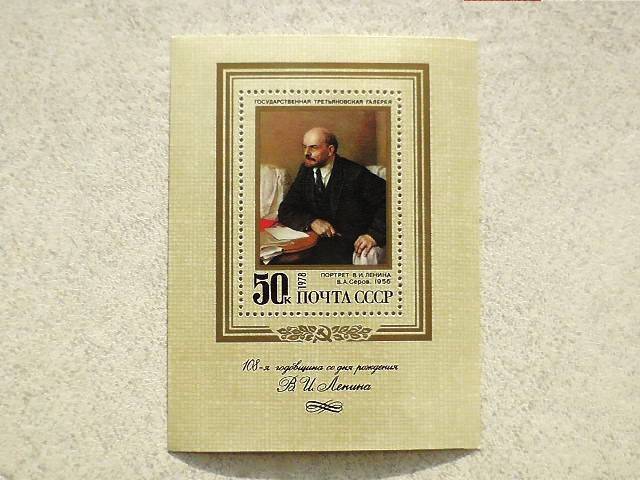 ГОСУДАРСТВЕННАЯ ТРЕТЬЯКОВСКАЯ ГАЛЕРЕЯ
ПОРТРЕТ В.И. ЛЕНИНА
В.А. Серов. 1956
50к 1978 ПОЧТА СССР
108-я годовщина со дня рождения
В. И. Ленина